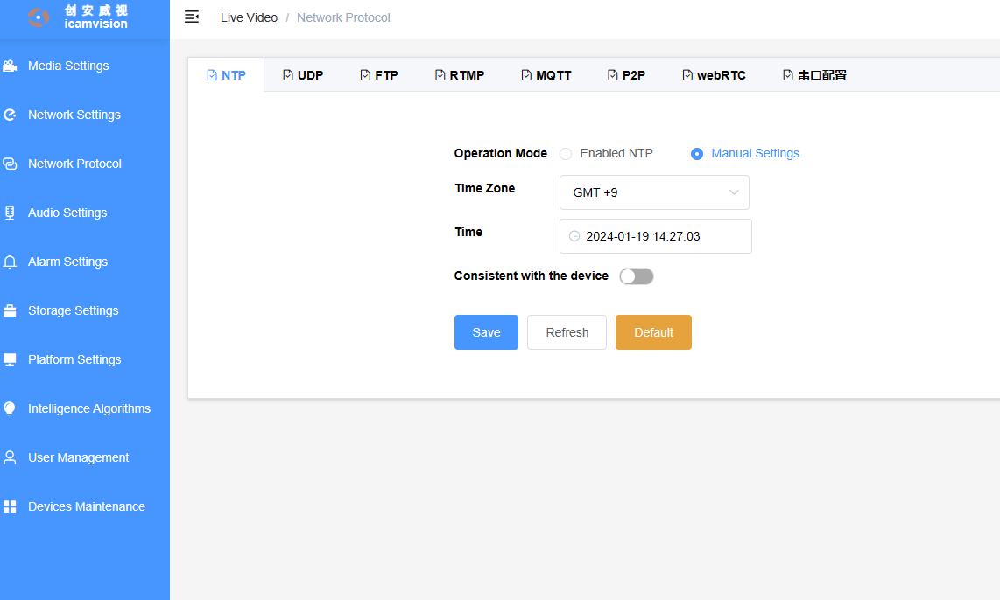 创安威视
icamvision
Live Video / Network Protocol
Media Settings
Network Settings
Network Protocol
Audio Settings
Alarm Settings
Storage Settings
Platform Settings
Intelligence Algorithms
User Management
Devices Maintenance
NTP UDP FTP RTMP MQTT P2P webRTC 串口配置
Operation Mode Enabled NTP Manual Settings
Time Zone GMT +9
Time 2024-01-19 14:27:03
Consistent with the device
Save Refresh Default